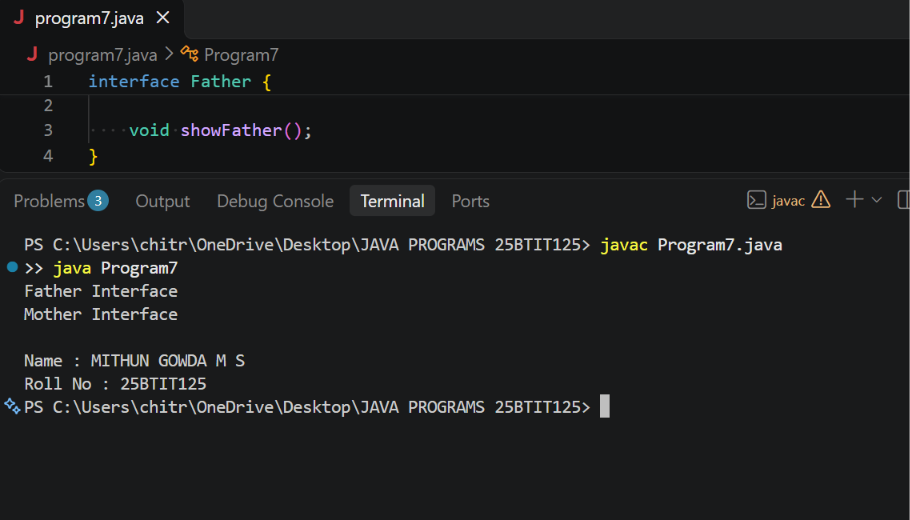 J program7.java ×
J program7.java > Program7
1 interface Father {
2
3 ····void·showFather();
4 }
Problems 3 Output Debug Console Terminal Ports javac
PS C:\Users\chitr\OneDrive\Desktop\JAVA PROGRAMS 25BTIT125> javac Program7.java
>> java Program7
Father Interface
Mother Interface
Name : MITHUN GOWDA M S
Roll No : 25BTIT125
PS C:\Users\chitr\OneDrive\Desktop\JAVA PROGRAMS 25BTIT125>